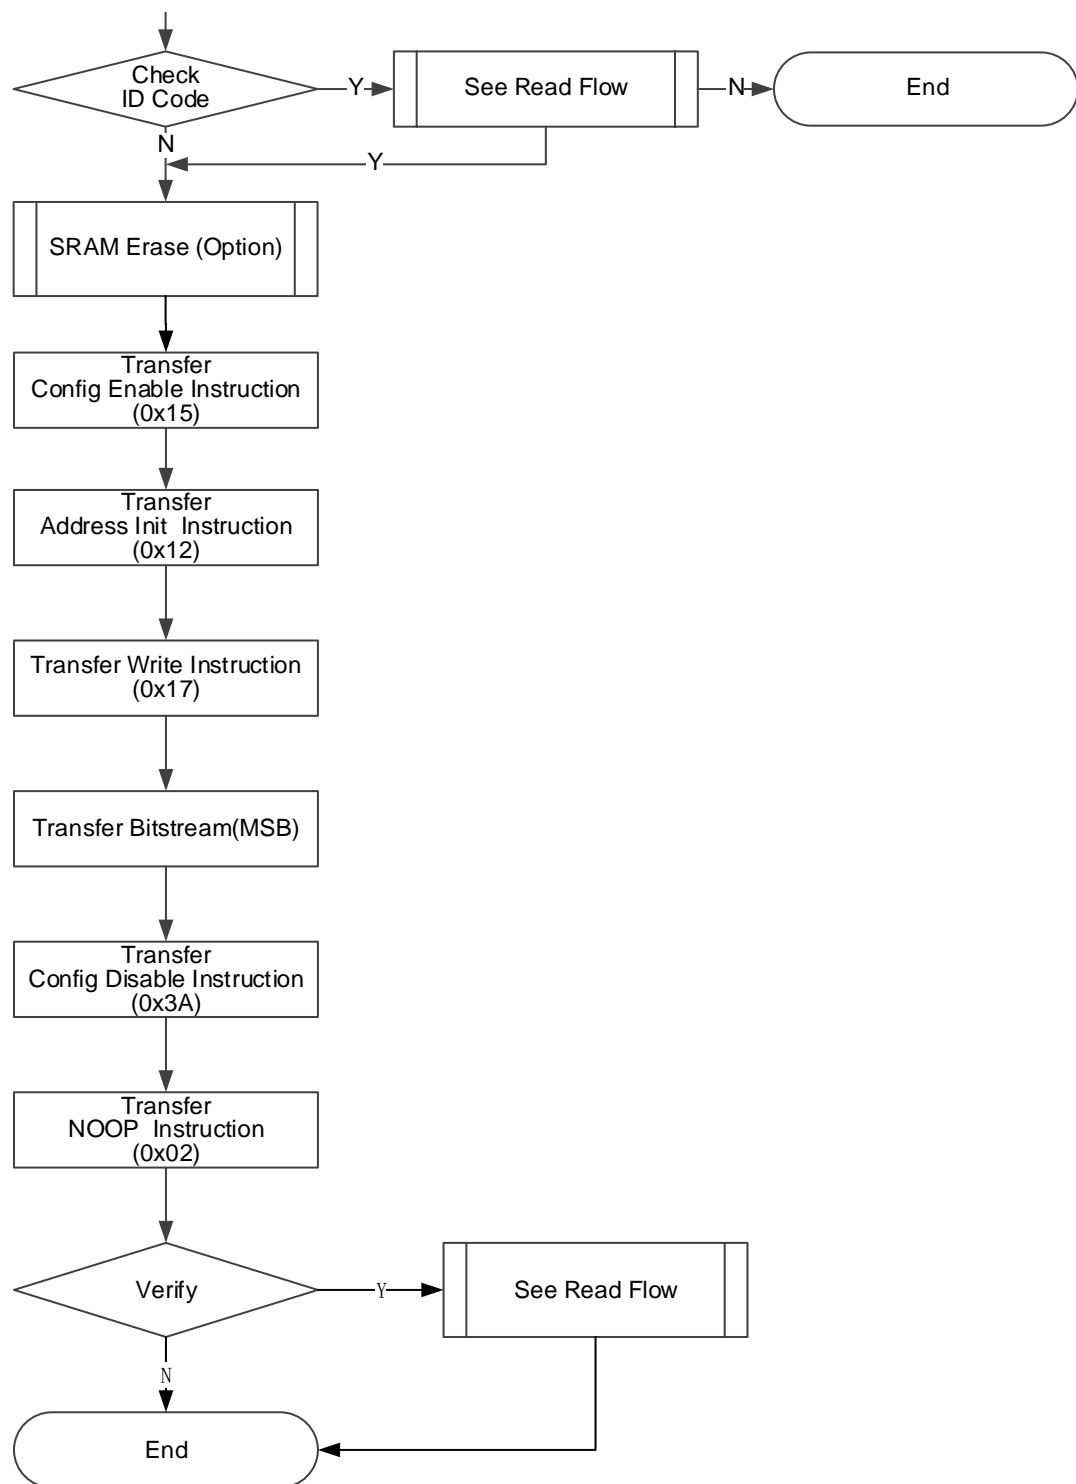 Check
ID Code
Y
See Read Flow
N
End
N
Y
SRAM Erase (Option)
Transfer
Config Enable Instruction
(0x15)
Transfer
Address Init  Instruction
(0x12)
Transfer Write Instruction
(0x17)
Transfer Bitstream(MSB)
Transfer
Config Disable Instruction
(0x3A)
Transfer
NOOP  Instruction
(0x02)
Verify
Y
See Read Flow
N
End